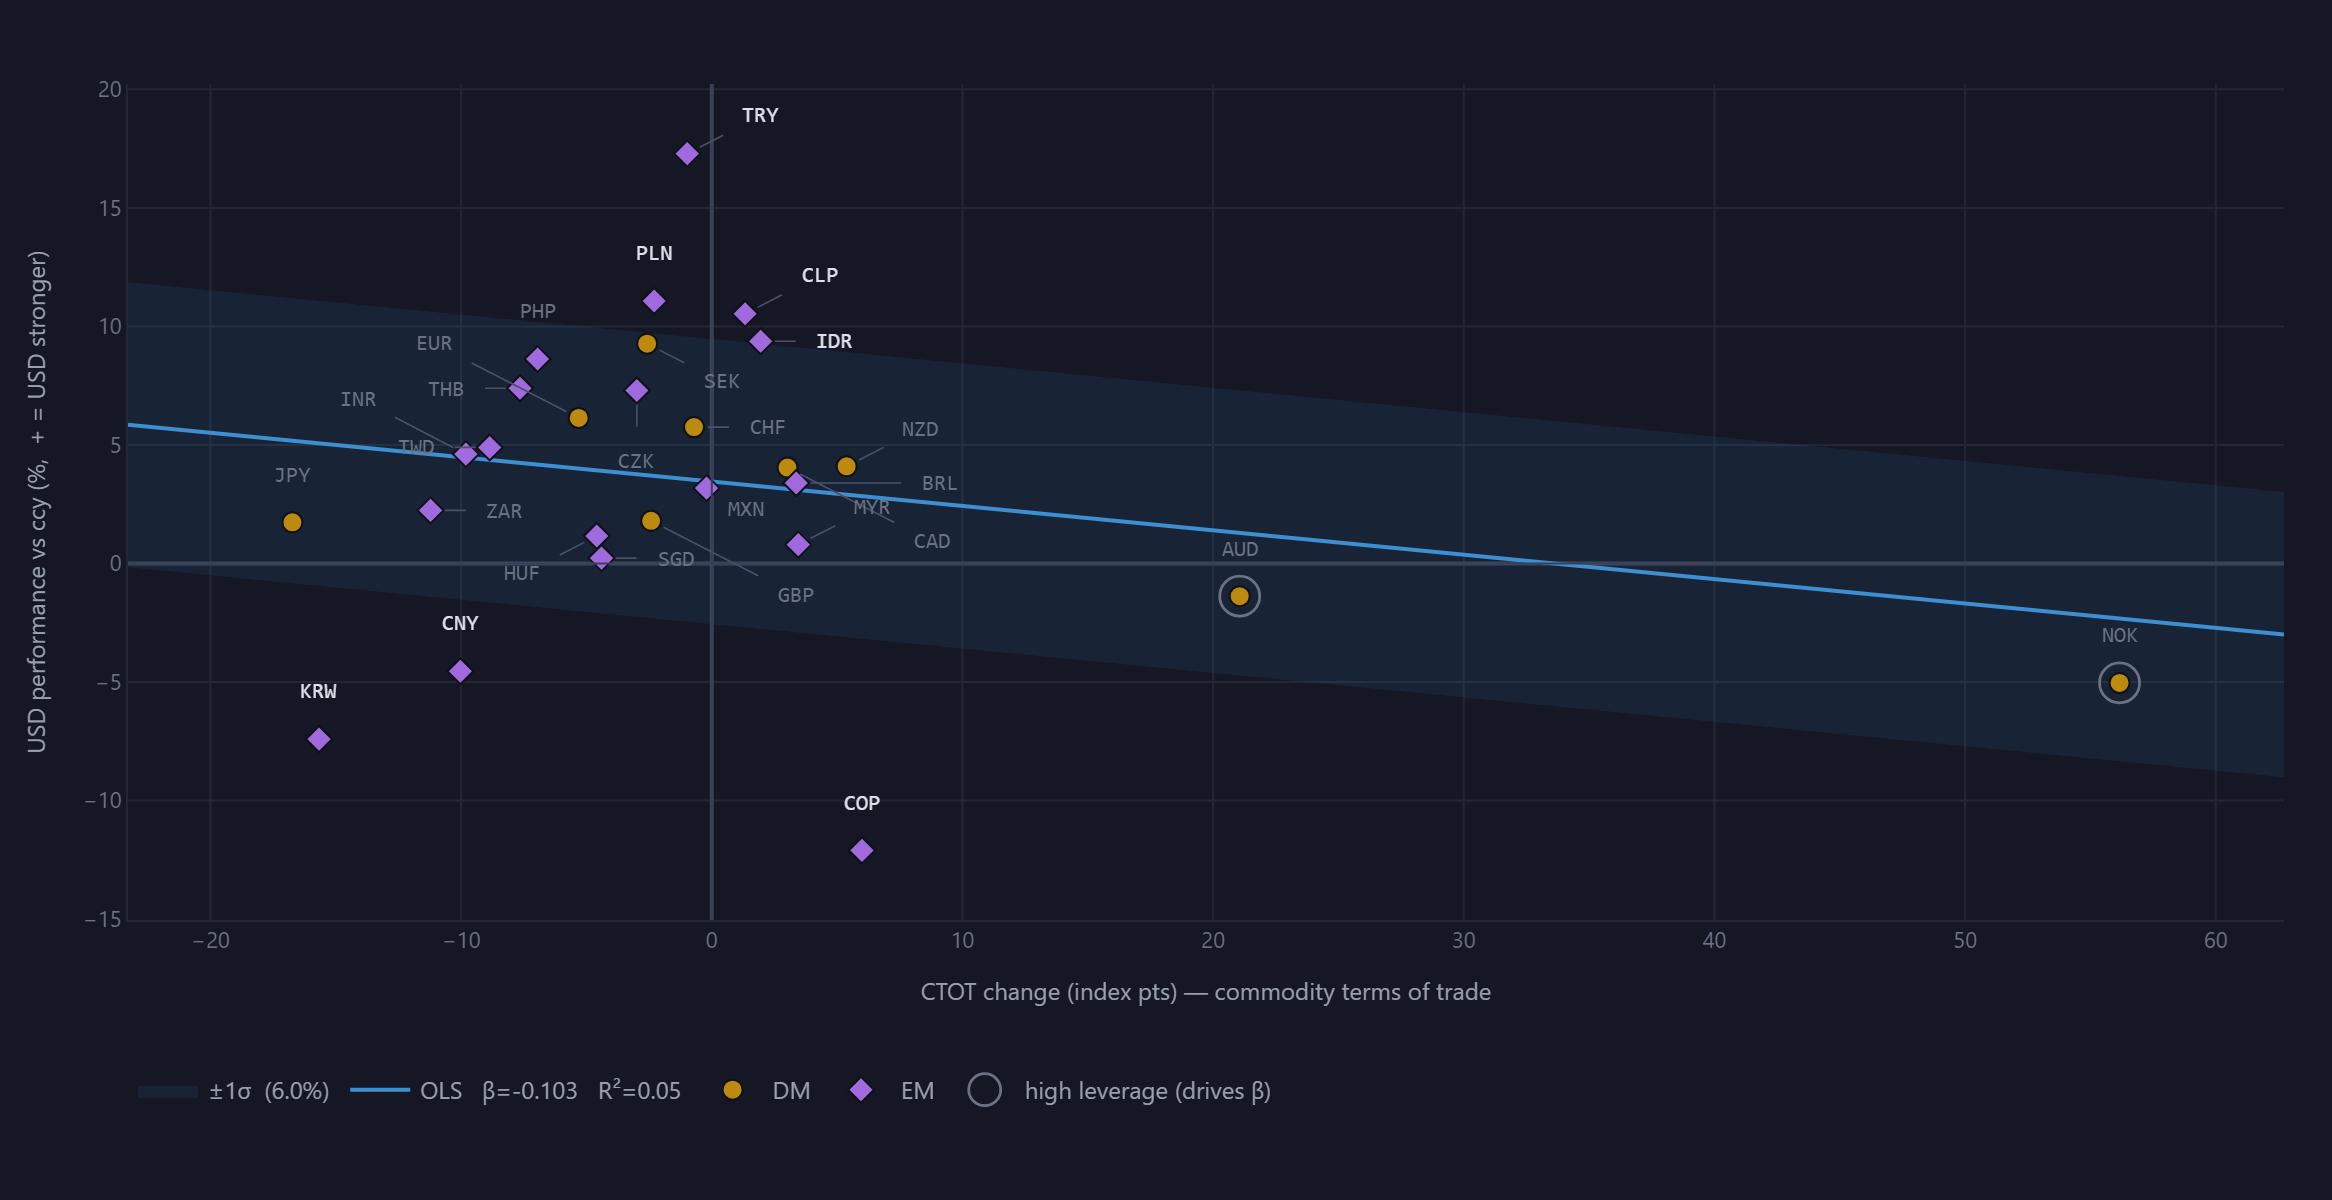 20
15
10
5
0
−5
−10
−15
USD performance vs ccy (%, + = USD stronger)
TRY
PLN
CLP
PHP
IDR
EUR
SEK
THB
INR
CHF
NZD
TWD
CZK
JPY
BRL
ZAR
MXN
MYR
CAD
AUD
SGD
HUF
GBP
CNY
NOK
KRW
COP
−20 −10 0 10 20 30 40 50 60
CTOT change (index pts) — commodity terms of trade
±1σ (6.0%) OLS β=-0.103 R²=0.05 DM EM high leverage (drives β)